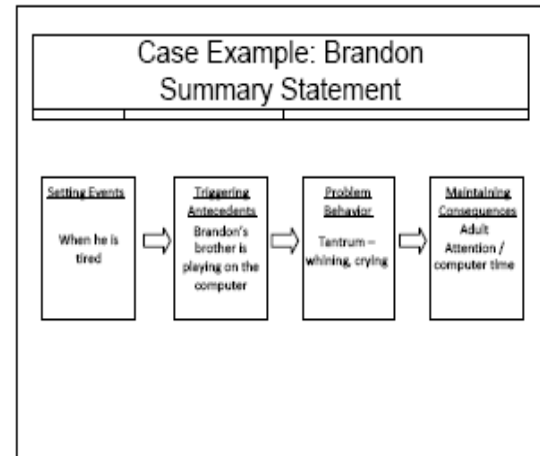 Case Example: Brandon
Summary Statement
Setting Events
When he is
tired
Triggering
Antecedents
Brandon's
brother is
playing on the
computer
Problem
Behavior
Tantrum –
whining, crying
Maintaining
Consequences
Adult
Attention /
computer time